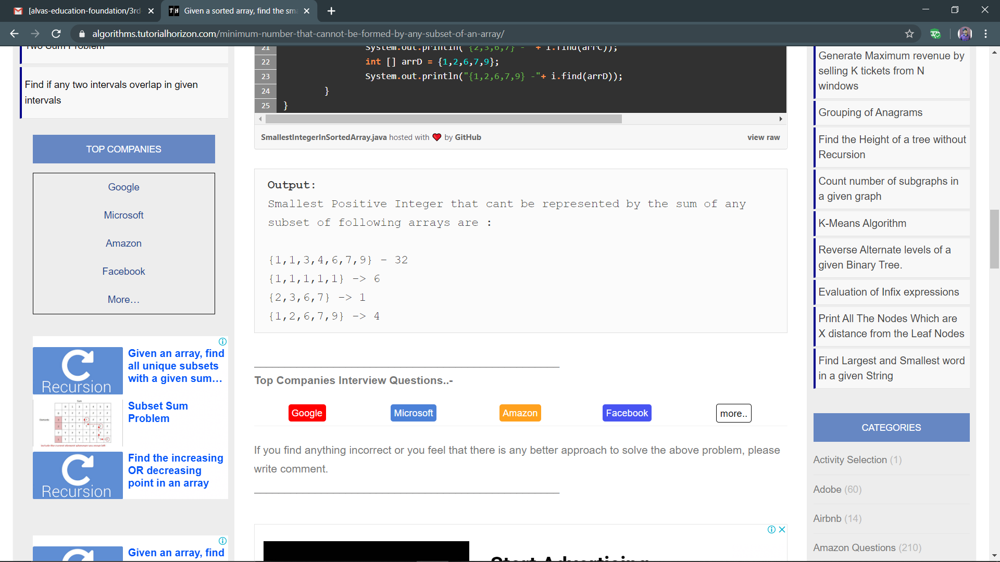 [alvas-education-foundation/3rd-
Given a sorted array, find the sma
algorithms.tutorialhorizon.com/minimum-number-that-cannot-be-formed-by-any-subset-of-an-array/
Two Sum Problem
Find if any two intervals overlap in given
intervals
TOP COMPANIES
Google
Microsoft
Amazon
Facebook
More…
Given an array, find
all unique subsets
with a given sum…
Recursion
Subset Sum
Problem
Find the increasing
OR decreasing
point in an array
Recursion
Given an array, find
21 System.out.println("{2,3,6,7} - "+ i.find(arrC));
22 int [] arrD = {1,2,6,7,9};
23 System.out.println("{1,2,6,7,9} -"+ i.find(arrD));
24 }
25 }
SmallestIntegerInSortedArray.java hosted with ❤ by GitHub view raw
Output:
Smallest Positive Integer that cant be represented by the sum of any
subset of following arrays are :
{1,1,3,4,6,7,9} - 32
{1,1,1,1,1} -> 6
{2,3,6,7} -> 1
{1,2,6,7,9} -> 4
Top Companies Interview Questions..-
Google Microsoft Amazon Facebook more..
If you find anything incorrect or you feel that there is any better approach to solve the above problem, please
write comment.
Start Advertising
Generate Maximum revenue by
selling K tickets from N
windows
Grouping of Anagrams
Find the Height of a tree without
Recursion
Count number of subgraphs in
a given graph
K-Means Algorithm
Reverse Alternate levels of a
given Binary Tree.
Evaluation of Infix expressions
Print All The Nodes Which are
X distance from the Leaf Nodes
Find Largest and Smallest word
in a given String
CATEGORIES
Activity Selection (1)
Adobe (60)
Airbnb (14)
Amazon Questions (210)